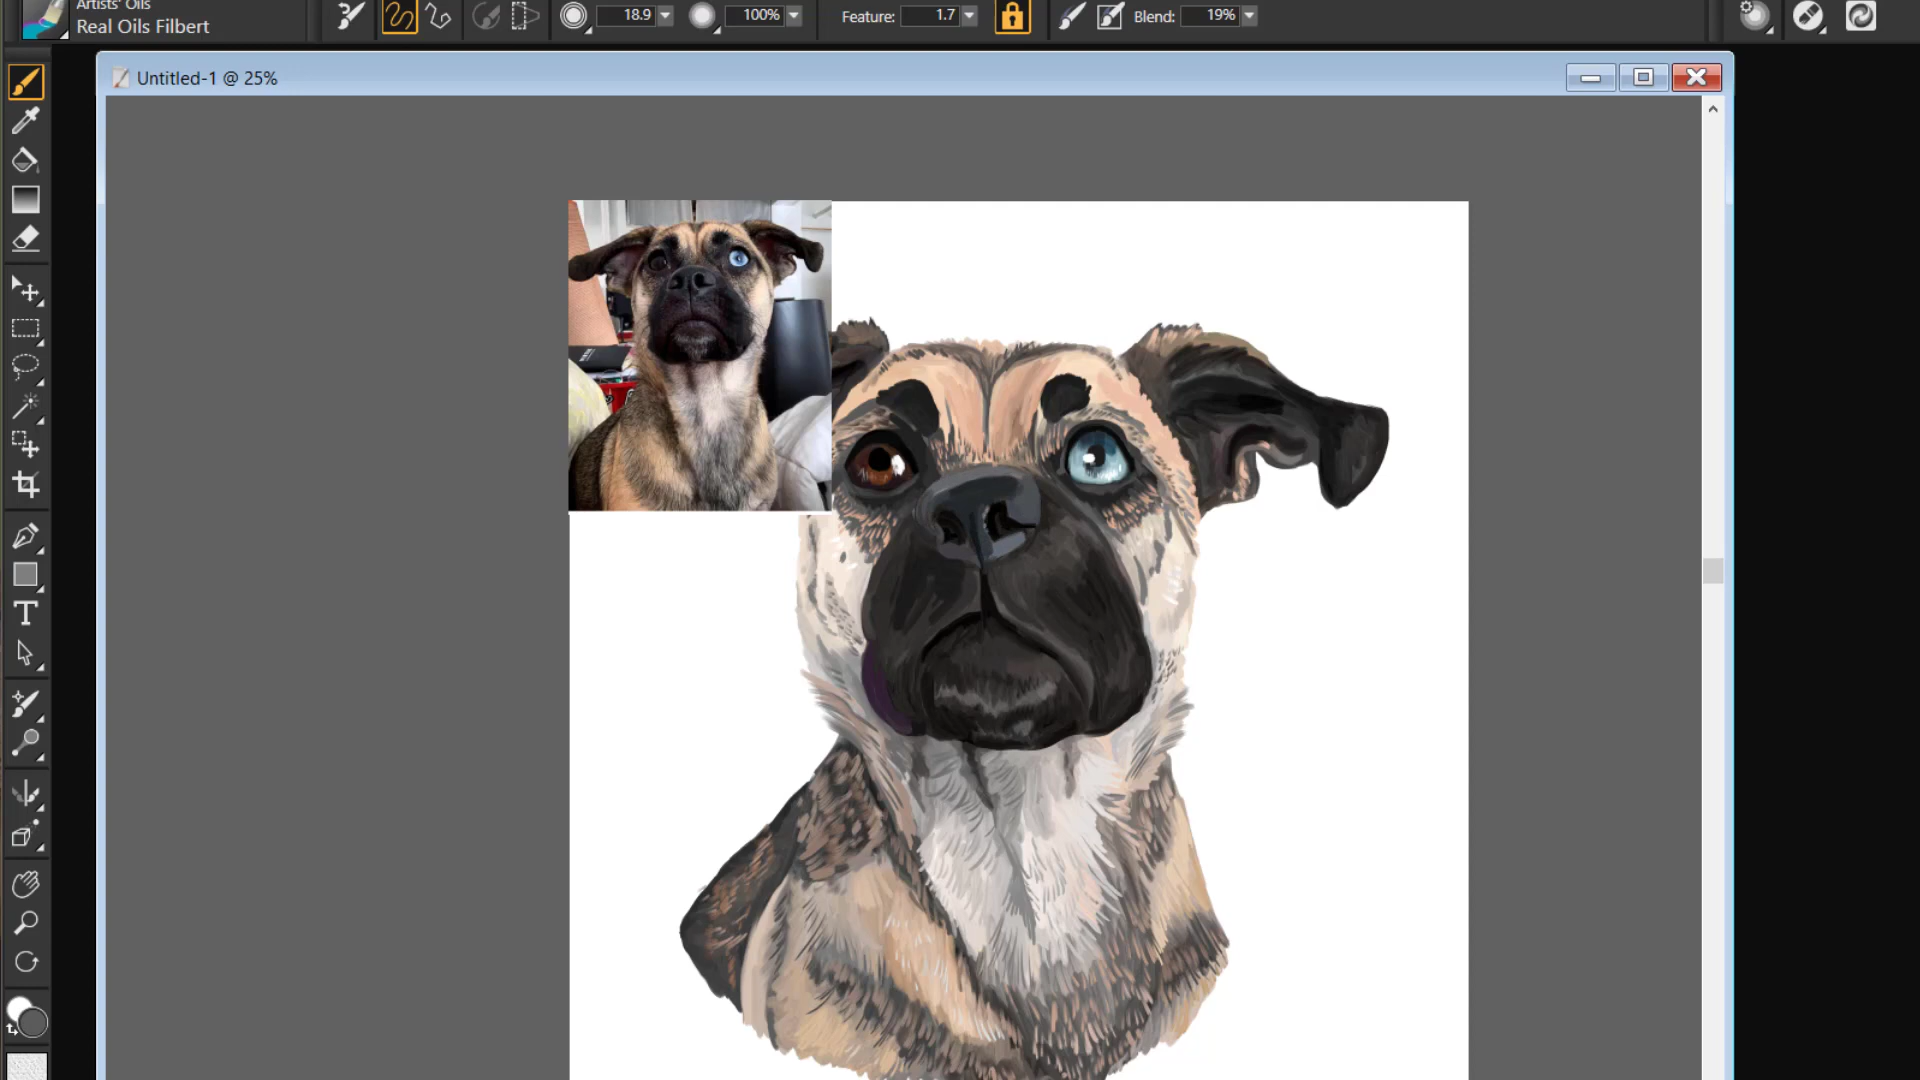 Artists' Oils
Real Oils Filbert
18.9
100%
Feature: 1.7
Blend: 19%
Untitled-1 @ 25%
T